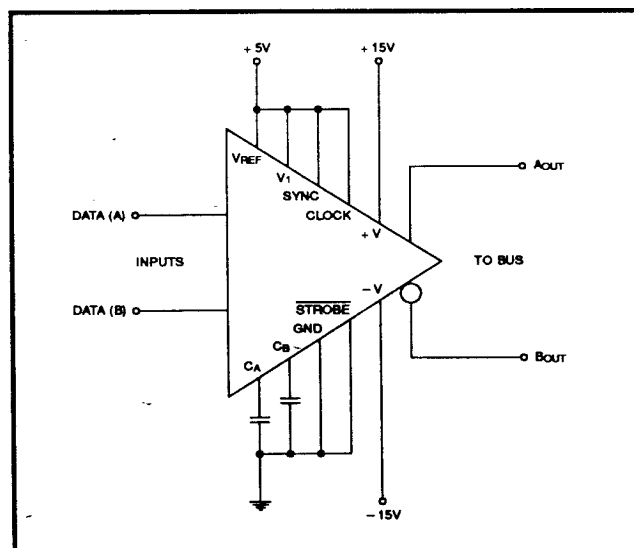 + 5V
+ 15V
VREF
V1
SYNC
CLOCK
+ V
AOUT
DATA (A)
INPUTS
TO BUS
DATA (B)
- V
STROBE
GND
CB
CA
BOUT
-15V